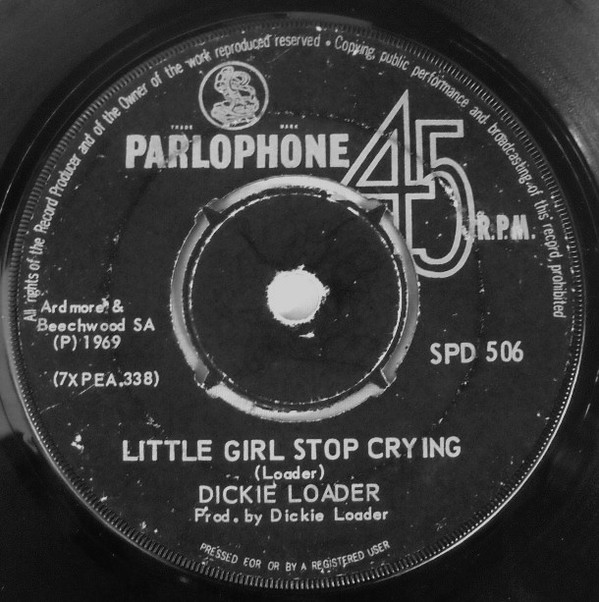 All rights of the Record Producer and of the Owner of the work reproduced reserved • Copying, public performance and broadcasting of this record, prohibited
TRADE MARK
PARLOPHONE
45
R.P.M.
Ardmore &
Beechwood SA
(P) 1969
SPD 506
(7XPEA.338)
LITTLE GIRL STOP CRYING
(Loader)
DICKIE LOADER
Prod. by Dickie Loader
PRESSED FOR OR BY A REGISTERED USER